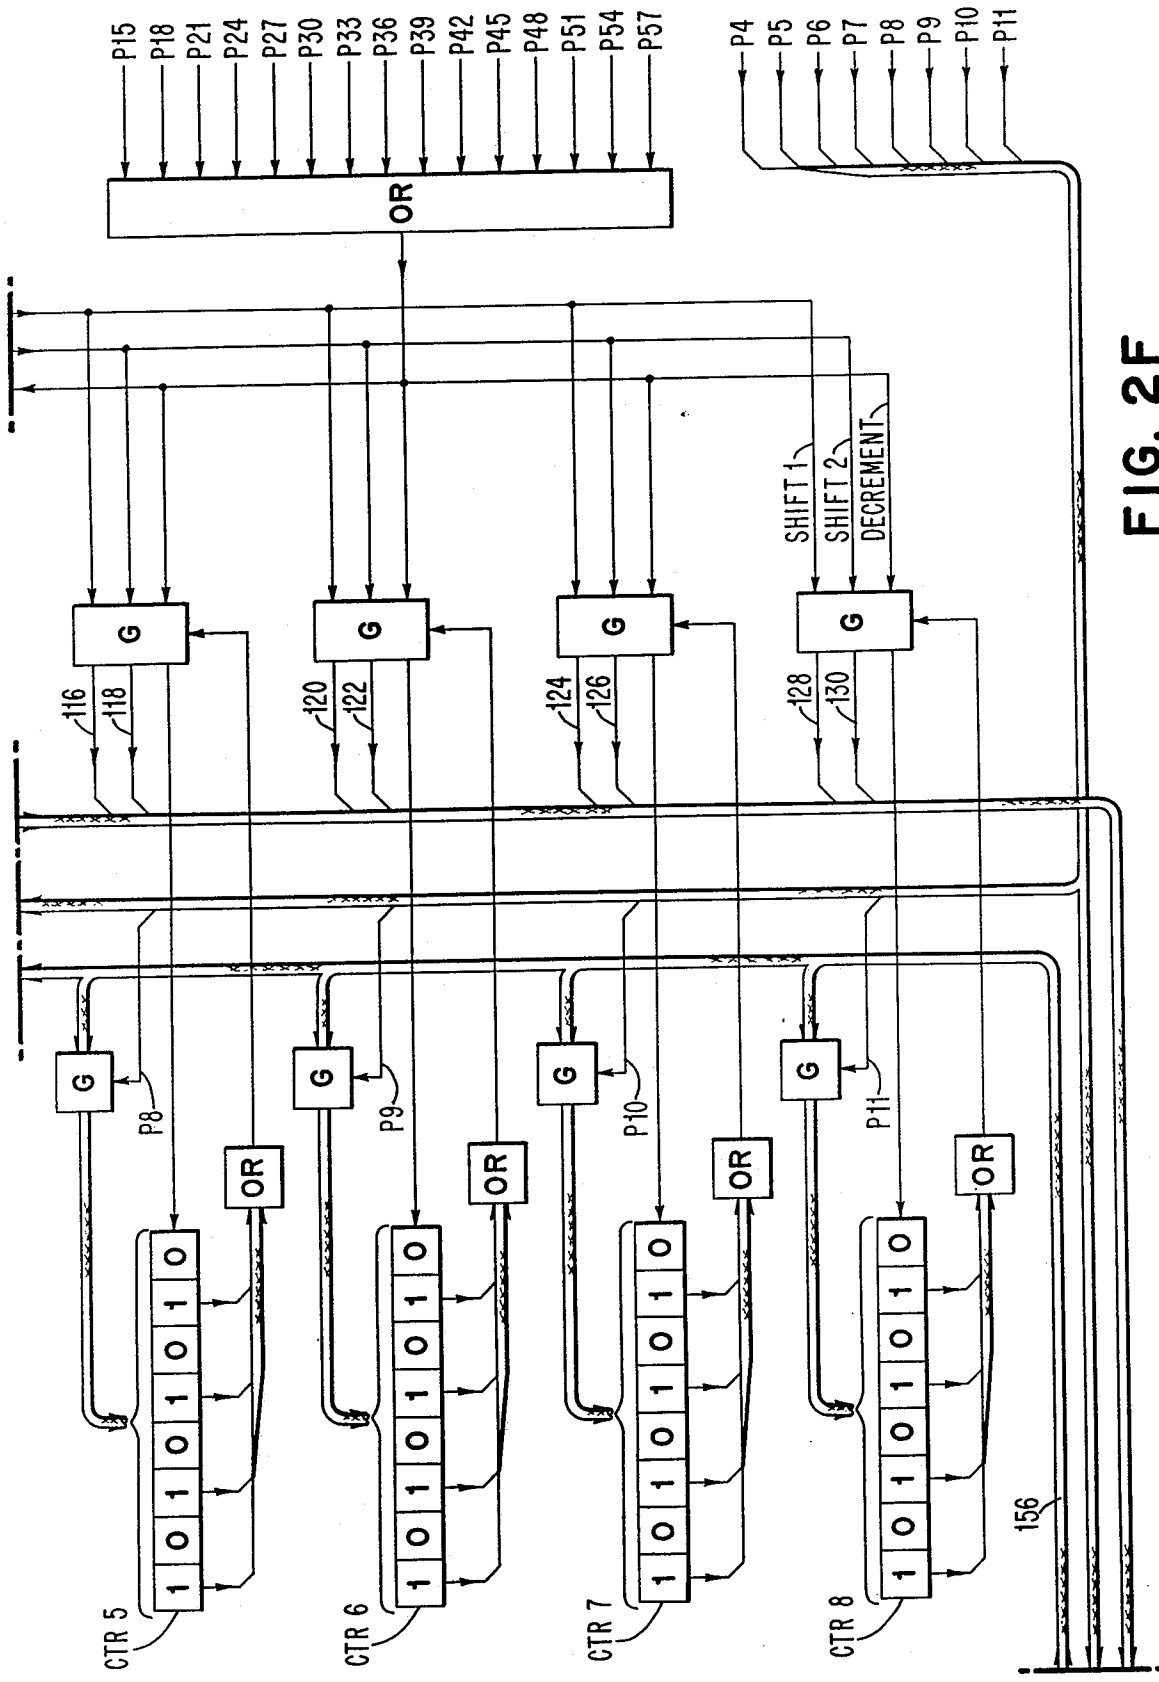 CTR 5
1 0 1 0 1 0 1 0
OR
G
P8
116
118
G
CTR 6
1 0 1 0 1 0 1 0
OR
G
P9
120
122
G
CTR 7
1 0 1 0 1 0 1 0
OR
G
P10
124
126
G
CTR 8
1 0 1 0 1 0 1 0
OR
G
P11
128
130
G
SHIFT 1
SHIFT 2
DECREMENT
OR
P15
P18
P21
P24
P27
P30
P33
P36
P39
P42
P45
P48
P51
P54
P57
P4
P5
P6
P7
P8
P9
P10
P11
156
FIG. 2F